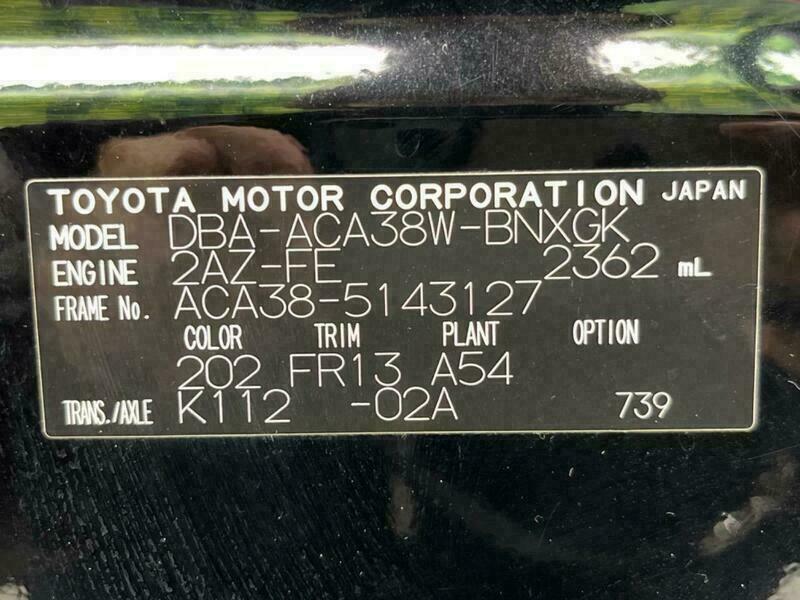 TOYOTA MOTOR CORPORATION JAPAN
MODEL DBA-ACA38W-BNXGK
ENGINE 2AZ-FE 2362 mL
FRAME No. ACA38-5143127
COLOR TRIM PLANT OPTION
202 FR13 A54
TRANS./AXLE K112 -02A 739